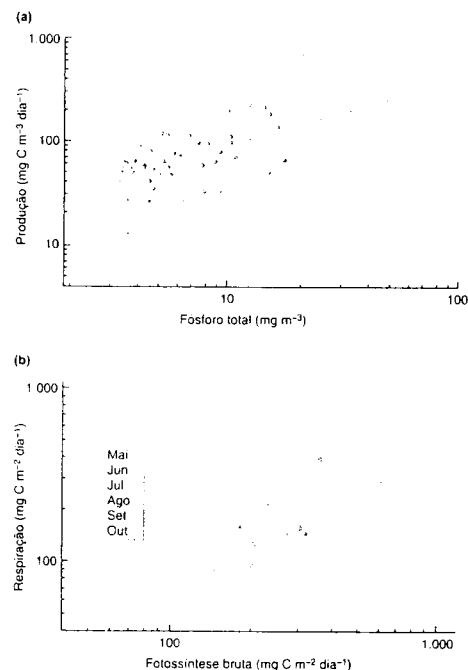 (a)
1.000
100
10
Produção (mg C m⁻³ dia⁻¹)
10
100
Fósforo total (mg m⁻³)
(b)
1 000
100
Respiração (mg C m⁻² dia⁻¹)
Mai
Jun
Jul
Ago
Set
Out
100
1.000
Fotossíntese bruta (mg C m⁻² dia⁻¹)